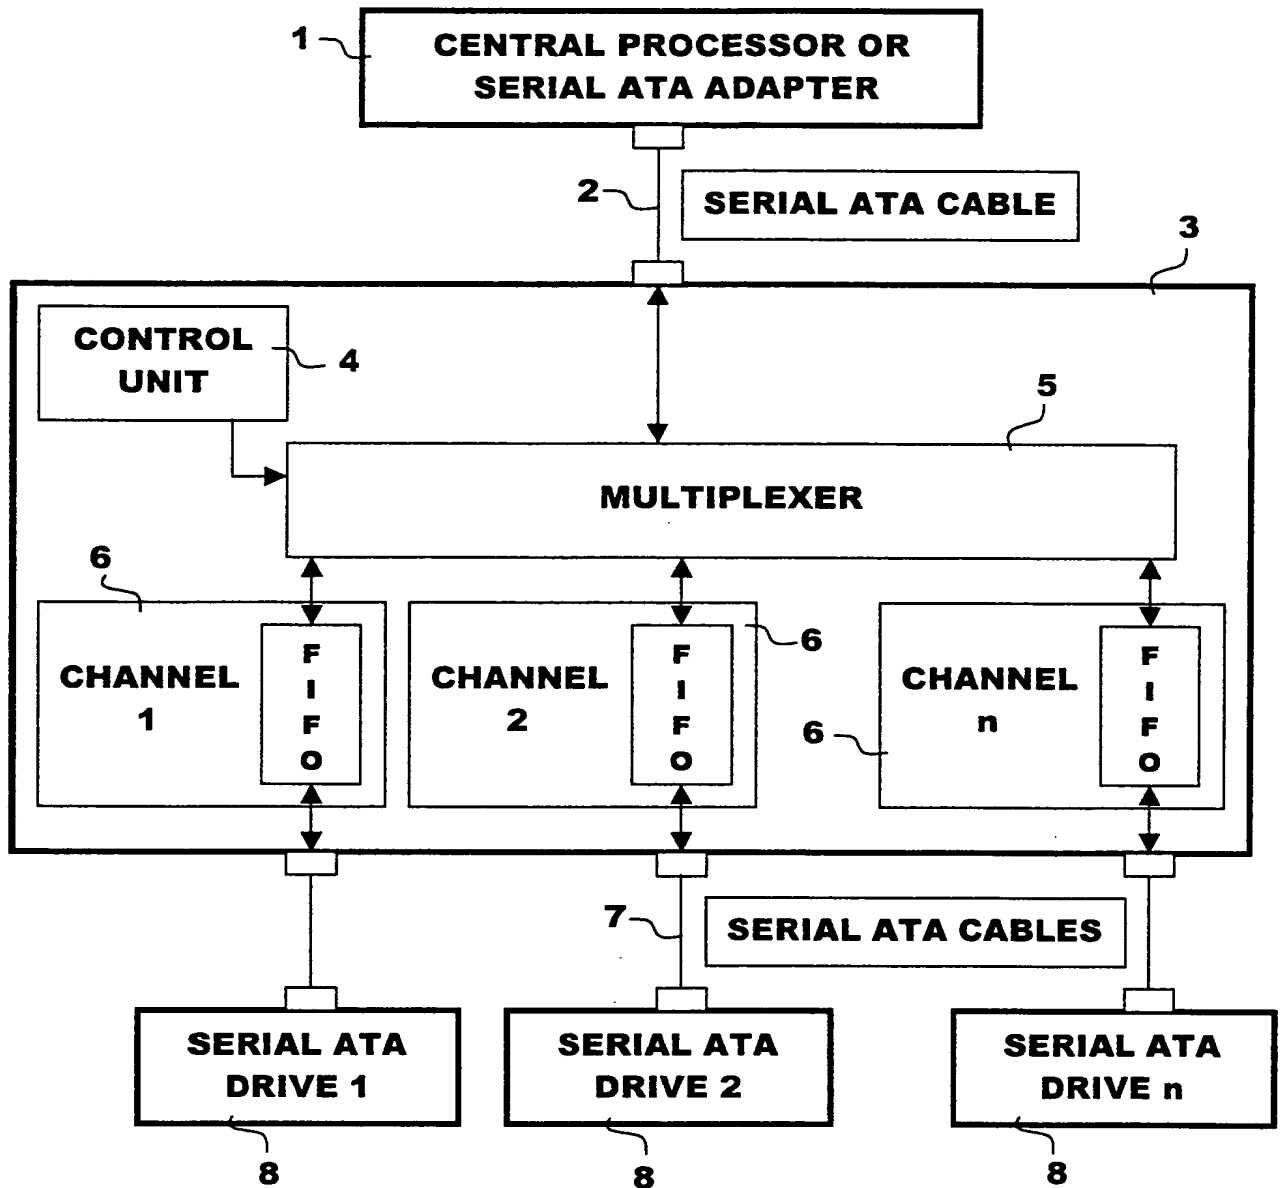 1
CENTRAL PROCESSOR OR
SERIAL ATA ADAPTER
2
SERIAL ATA CABLE
3
CONTROL
UNIT
4
5
MULTIPLEXER
6
CHANNEL
1
F
I
F
O
CHANNEL
2
F
I
F
O
6
CHANNEL
n
6
F
I
F
O
7
SERIAL ATA CABLES
SERIAL ATA
DRIVE 1
8
SERIAL ATA
DRIVE 2
8
SERIAL ATA
DRIVE n
8